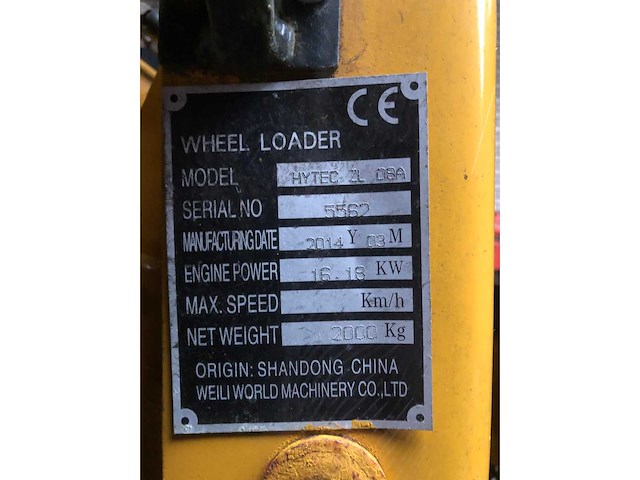 CE
WHEEL LOADER
MODEL HYTEC ZL 08A
SERIAL NO 5562
MANUFACTURING DATE 2014 Y 03 M
ENGINE POWER 16.18 KW
MAX. SPEED Km/h
NET WEIGHT 2000 Kg
ORIGIN: SHANDONG CHINA
WEILI WORLD MACHINERY CO.,LTD